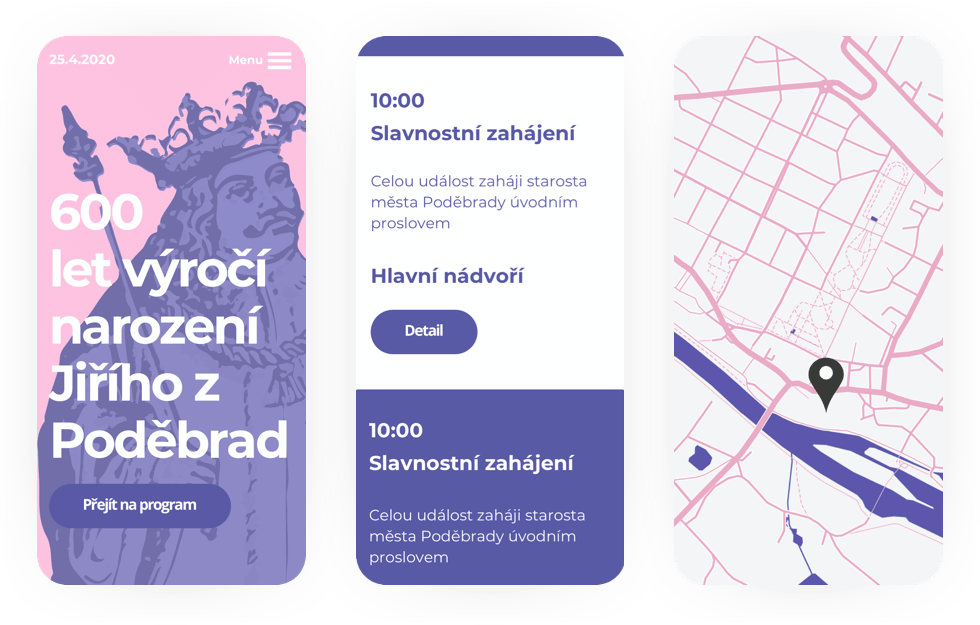 25.4.2020
Menu
600
let výročí
narození
Jiřího z
Poděbrad
Přejít na program
10:00
Slavnostní zahájení
Celou událost zaháji starosta
města Poděbrady úvodním
proslovem
Hlavní nádvoří
Detail
10:00
Slavnostní zahájení
Celou událost zaháji starosta
města Poděbrady úvodním
proslovem